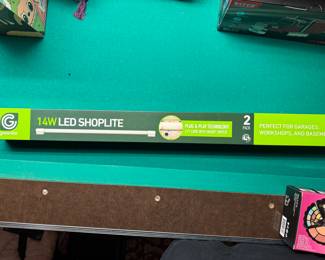 14W LED SHOPLITE
PLUG & PLAY TECHNOLOGY
2
PACK
PERFECT FOR GARAGES,
WORKSHOPS, AND BASEM